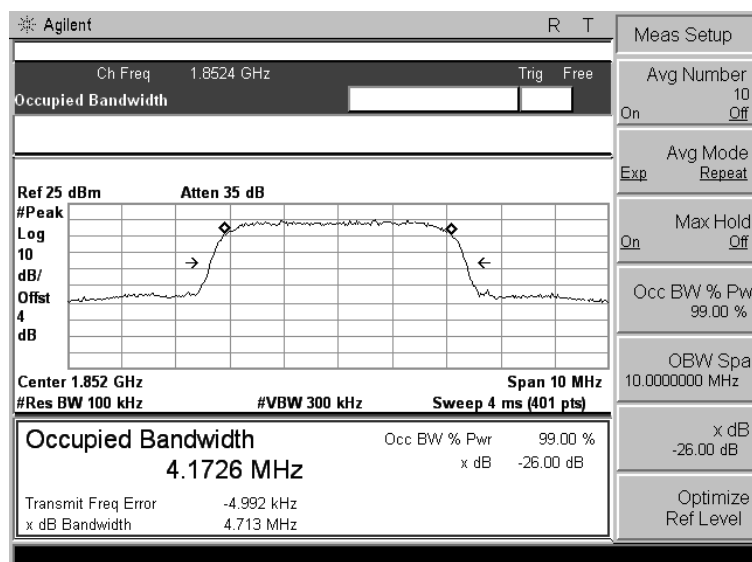 Agilent R T
Ch Freq 1.8524 GHz Trig Free
Occupied Bandwidth
Ref 25 dBm Atten 35 dB
#Peak
Log
10
dB/
Offst
4
dB
Center 1.852 GHz Span 10 MHz
#Res BW 100 kHz #VBW 300 kHz Sweep 4 ms (401 pts)
Occupied Bandwidth Occ BW % Pwr 99.00 %
4.1726 MHz x dB -26.00 dB
Transmit Freq Error -4.992 kHz
x dB Bandwidth 4.713 MHz
Meas Setup
Avg Number
10
On Off
Avg Mode
Exp Repeat
Max Hold
On Off
Occ BW % Pw
99.00 %
OBW Spa
10.0000000 MHz
x dB
-26.00 dB
Optimize
Ref Level